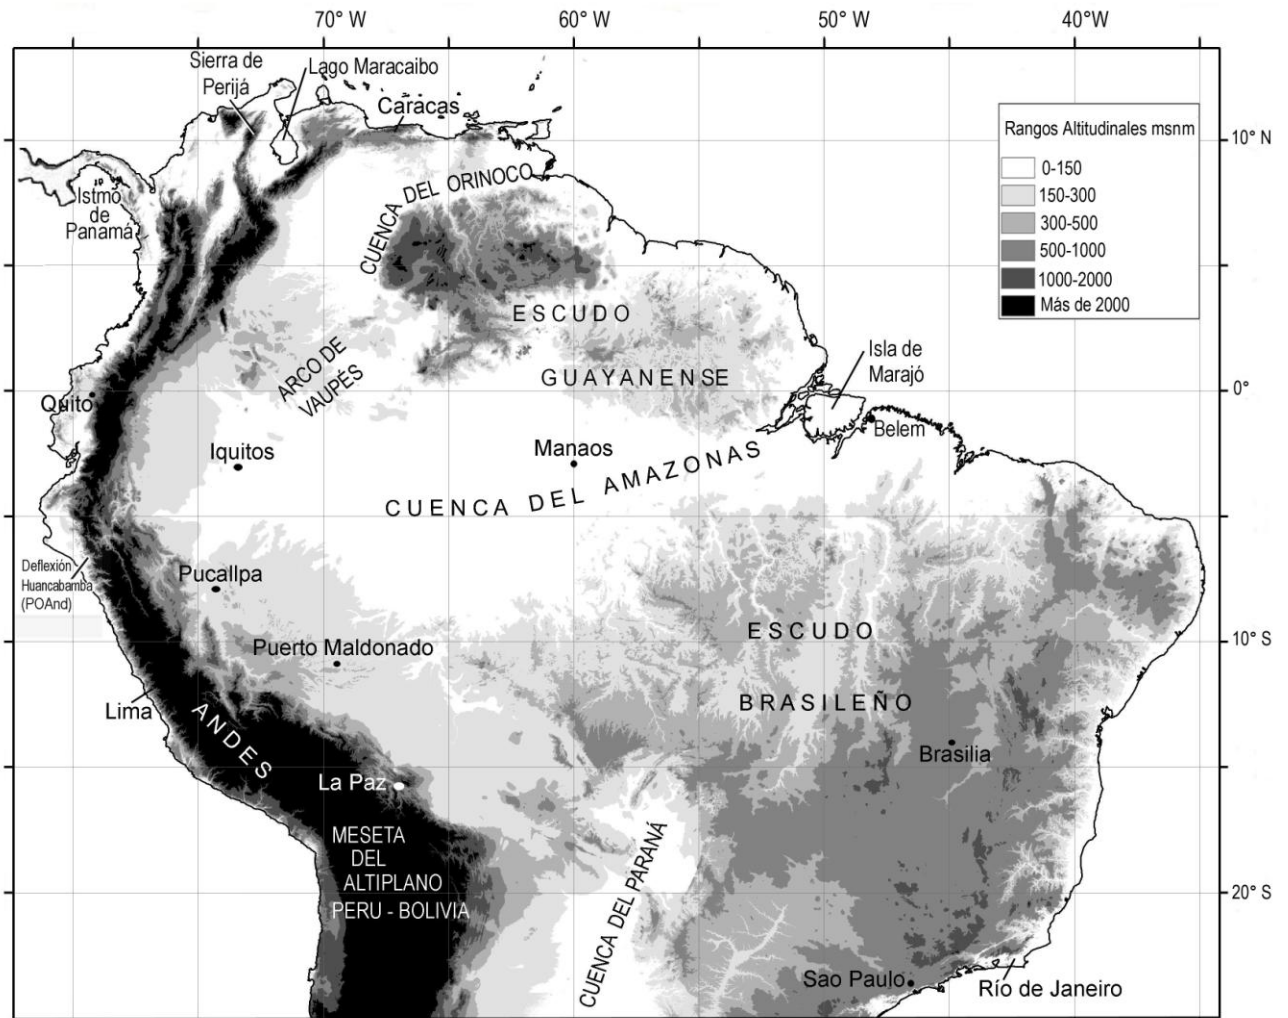 70° W
60° W
50° W
40° W
Sierra de
Perijá
Lago Maracaibo
Caracas
Rangos Altitudinales msnm
0-150
150-300
300-500
500-1000
1000-2000
Más de 2000
10° N
Istmo
de
Panamá
CUENCA DEL ORINOCO
ESCUDO
GUAYANENSE
ARCO DE
VAUPÉS
Isla de
Marajó
0°
Quito
Belem
Iquitos
Manaos
CUENCA DEL AMAZONAS
Deflexión
Huancabamba
(POAnd)
Pucallpa
Puerto Maldonado
ESCUDO
BRASILEÑO
10° S
Lima
ANDES
Brasilia
La Paz
MESETA
DEL
ALTIPLANO
PERU - BOLIVIA
CUENCA DEL PARANÁ
20° S
Sao Paulo
Río de Janeiro